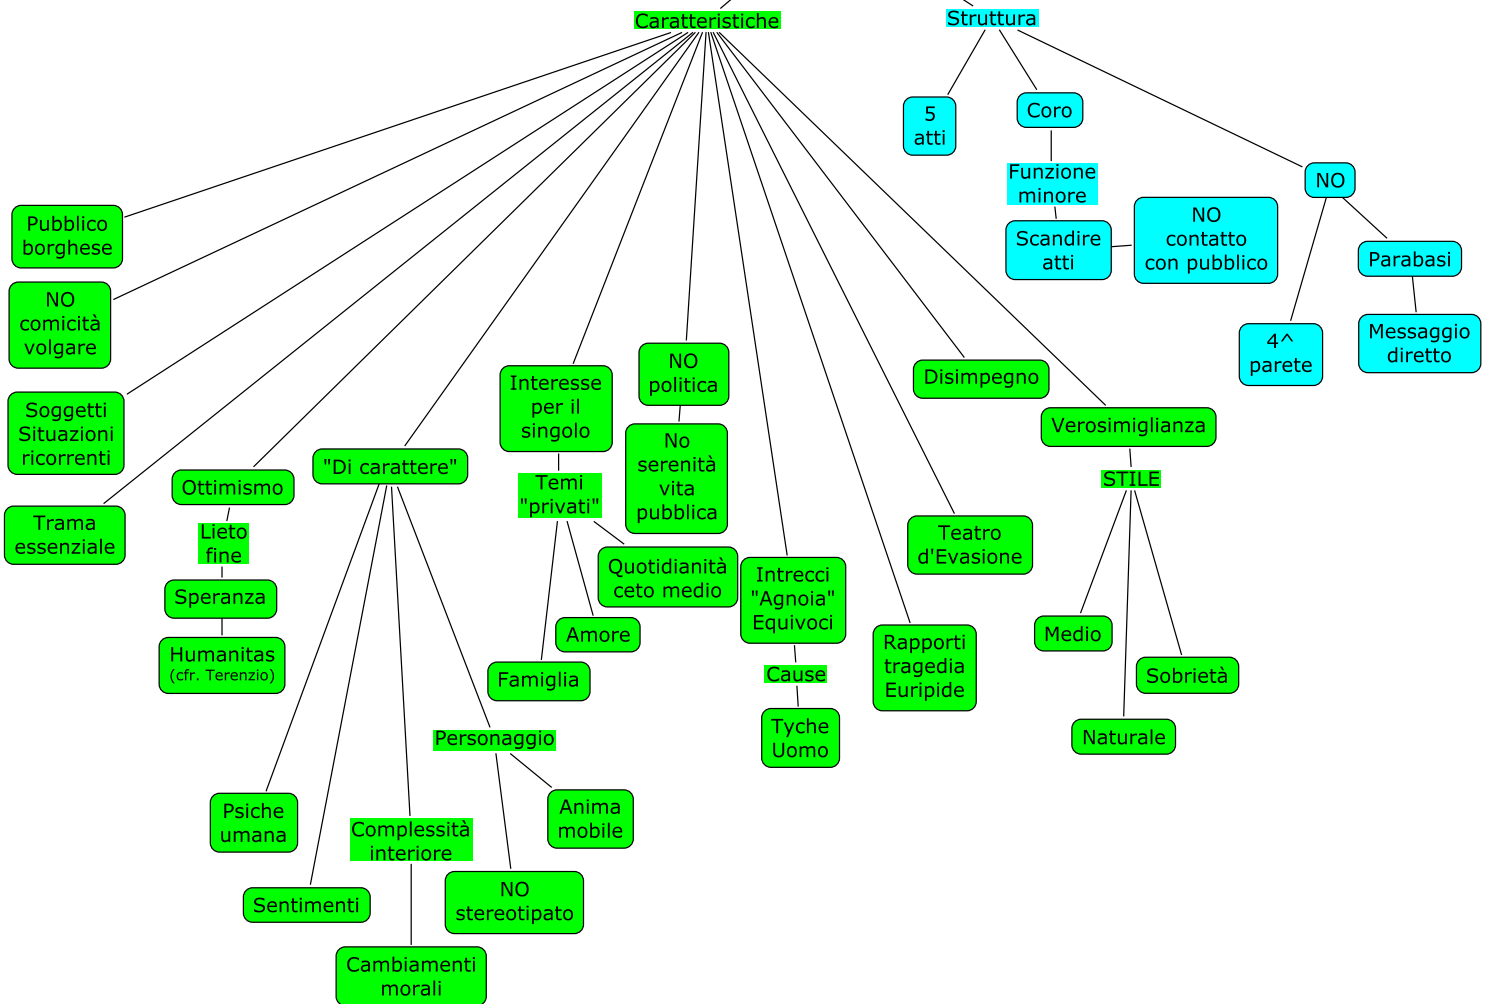 Caratteristiche
Struttura
5
atti
Coro
Funzione
minore
Scandire
atti
NO
contatto
con pubblico
NO
Parabasi
Messaggio
diretto
4^
parete
Pubblico
borghese
NO
comicità
volgare
Soggetti
Situazioni
ricorrenti
Trama
essenziale
Ottimismo
Lieto
fine
Speranza
Humanitas
(cfr. Terenzio)
"Di carattere"
Psiche
umana
Sentimenti
Complessità
interiore
Cambiamenti
morali
Personaggio
NO
stereotipato
Anima
mobile
Interesse
per il
singolo
Temi
"privati"
Famiglia
Amore
Quotidianità
ceto medio
NO
politica
No
serenità
vita
pubblica
Intrecci
"Agnoia"
Equivoci
Cause
Tyche
Uomo
Rapporti
tragedia
Euripide
Teatro
d'Evasione
Disimpegno
Verosimiglianza
STILE
Medio
Naturale
Sobrietà